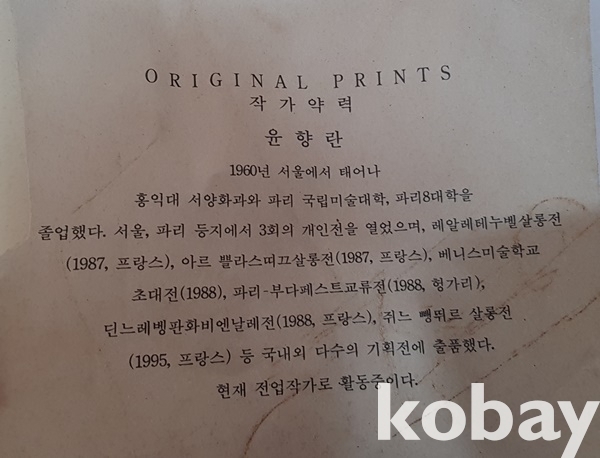 ORIGINAL PRINTS
작 가 약 력
윤 향 란
1960년 서울에서 태어나
홍익대 서양화과와 파리 국립미술대학, 파리8대학을
졸업했다. 서울, 파리 등지에서 3회의 개인전을 열었으며, 레알레테누벨살롱전
(1987, 프랑스), 아르 쁠라스띠끄살롱전(1987, 프랑스), 베니스미술학교
초대전(1988), 파리-부다페스트교류전(1988, 헝가리),
딘느레벵판화비엔날레전(1988, 프랑스), 쥐느 뼁뛰르 살롱전
(1995, 프랑스) 등 국내외 다수의 기획전에 출품했다.
현재 전업작가로 활동중이다.
kobay